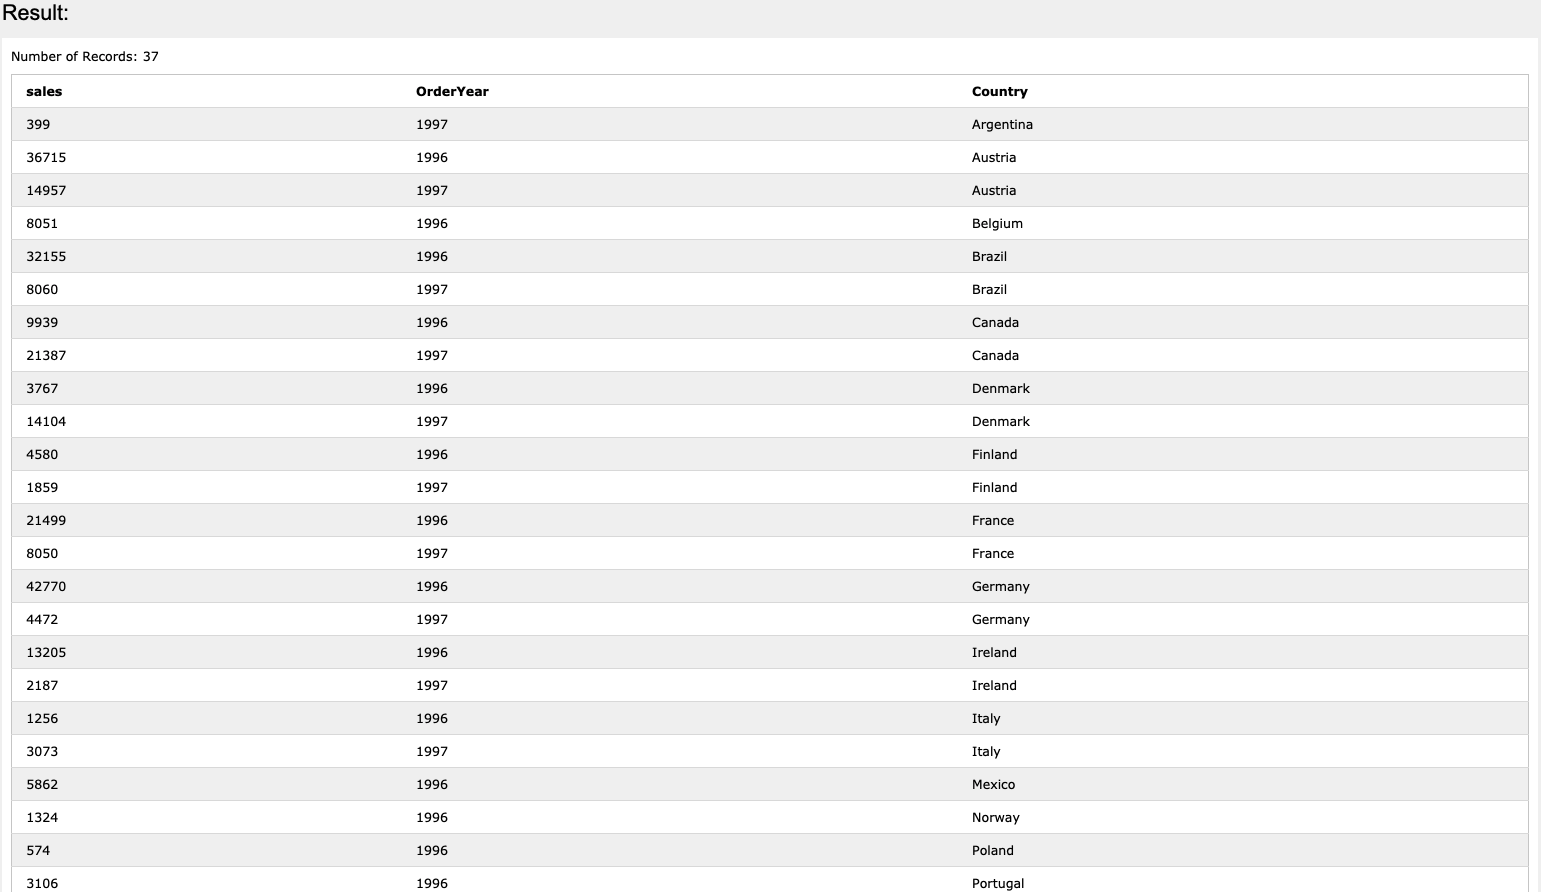 Result:
Number of Records: 37
sales OrderYear Country
399 1997 Argentina
36715 1996 Austria
14957 1997 Austria
8051 1996 Belgium
32155 1996 Brazil
8060 1997 Brazil
9939 1996 Canada
21387 1997 Canada
3767 1996 Denmark
14104 1997 Denmark
4580 1996 Finland
1859 1997 Finland
21499 1996 France
8050 1997 France
42770 1996 Germany
4472 1997 Germany
13205 1996 Ireland
2187 1997 Ireland
1256 1996 Italy
3073 1997 Italy
5862 1996 Mexico
1324 1996 Norway
574 1996 Poland
3106 1996 Portugal